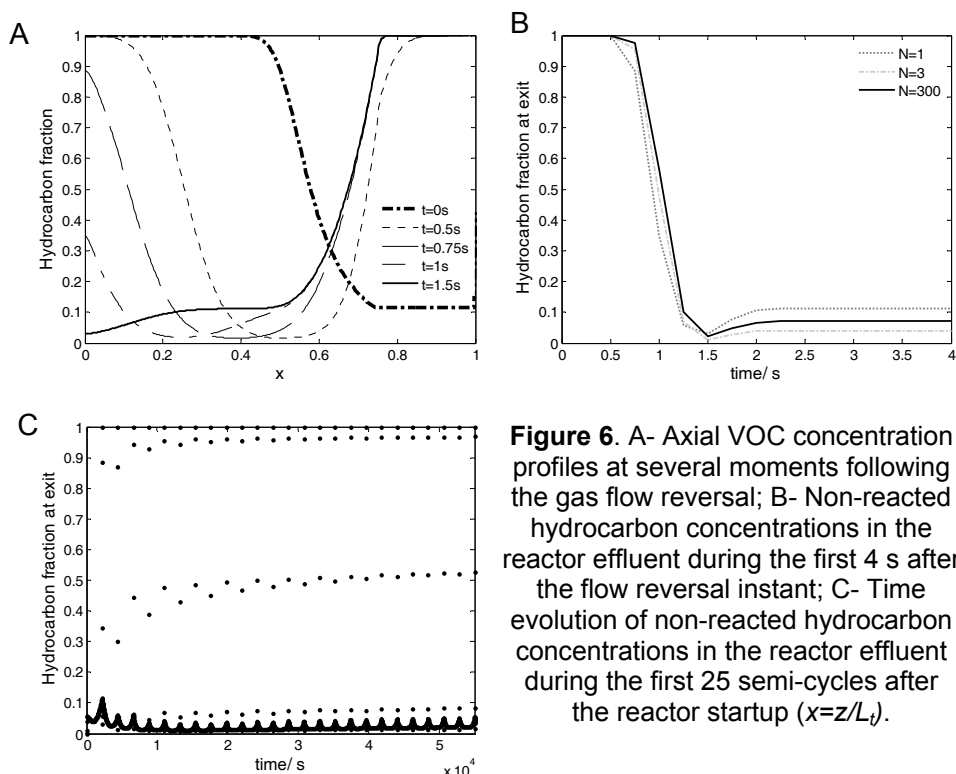 A
Hydrocarbon fraction
1
0.9
0.8
0.7
0.6
0.5
0.4
0.3
0.2
0.1
0
0 0.2 0.4 0.6 0.8 1
x
t=0s
t=0.5s
t=0.75s
t=1s
t=1.5s
B
Hydrocarbon fraction at exit
1
0.9
0.8
0.7
0.6
0.5
0.4
0.3
0.2
0.1
0
0 0.5 1 1.5 2 2.5 3 3.5 4
time/ s
N=1
N=3
N=300
C
Hydrocarbon fraction at exit
1
0.9
0.8
0.7
0.6
0.5
0.4
0.3
0.2
0.1
0
0 1 2 3 4 5
time/ s
x 10^4
Figure 6. A- Axial VOC concentration
profiles at several moments following
the gas flow reversal; B- Non-reacted
hydrocarbon concentrations in the
reactor effluent during the first 4 s after
the flow reversal instant; C- Time
evolution of non-reacted hydrocarbon
concentrations in the reactor effluent
during the first 25 semi-cycles after
the reactor startup (x=z/Lt).